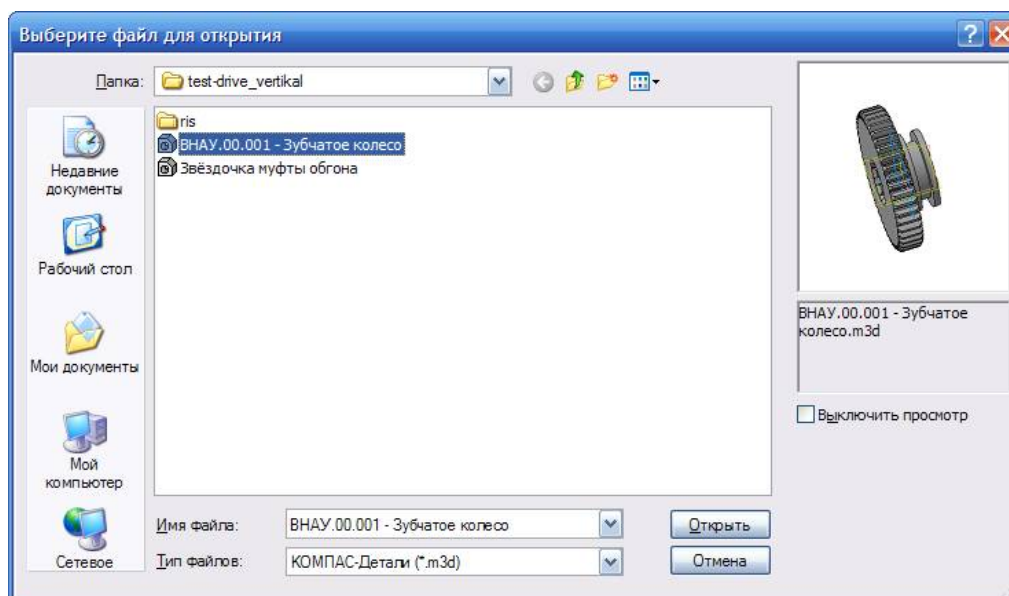 Выберите файл для открытия
Папка:
test-drive_vertikal
ris
ВНАУ.00.001 - Зубчатое колесо
Звёздочка муфты обгона
Недавние
документы
Рабочий стол
Мои документы
Мой
компьютер
Сетевое
ВНАУ.00.001 - Зубчатое
колесо.m3d
Выключить просмотр
Имя файла:
ВНАУ.00.001 - Зубчатое колесо
Открыть
Тип файлов:
КОМПАС-Детали (*.m3d)
Отмена